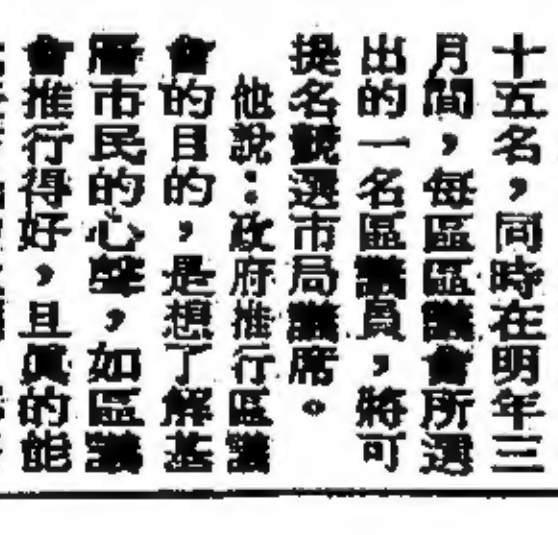 十五名，同時在明年三
月間，每區區議會所選
出的一名區議員，將可
提名競選市局議席。
他說：政府推行區議
會的目的，是想了解基
層市民的心聲，如區議
會推行得好，且真的能